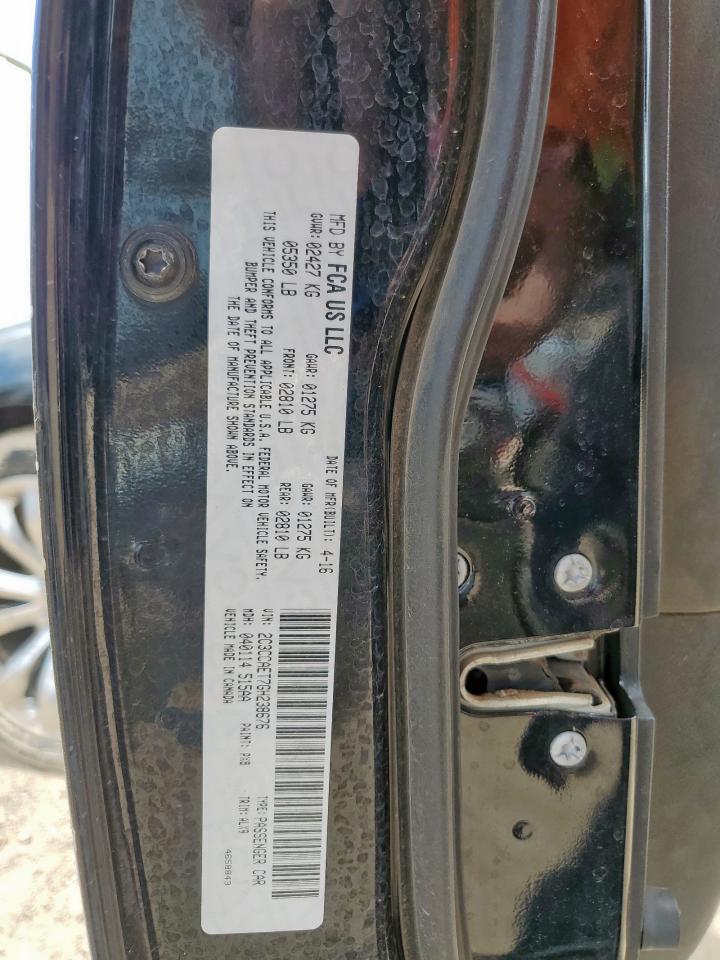 MFD BY FCA US LLC
DATE OF MFR(BUILT): 4-16
GVWR: 02427 KG GAWR: 01275 KG GAWR: 01275 KG
05350 LB FRONT: 02810 LB REAR: 02810 LB
THIS VEHICLE CONFORMS TO ALL APPLICABLE U.S.A. FEDERAL MOTOR VEHICLE SAFETY,
BUMPER AND THEFT PREVENTION STANDARDS IN EFFECT ON
THE DATE OF MANUFACTURE SHOWN ABOVE.
VIN: 2C3CCAET7GH238676 TYPE: PASSENGER CAR
MDH: 040114 515AA PAINT: PX8 TRIM: ALX9
VEHICLE MADE IN CANADA
4658843